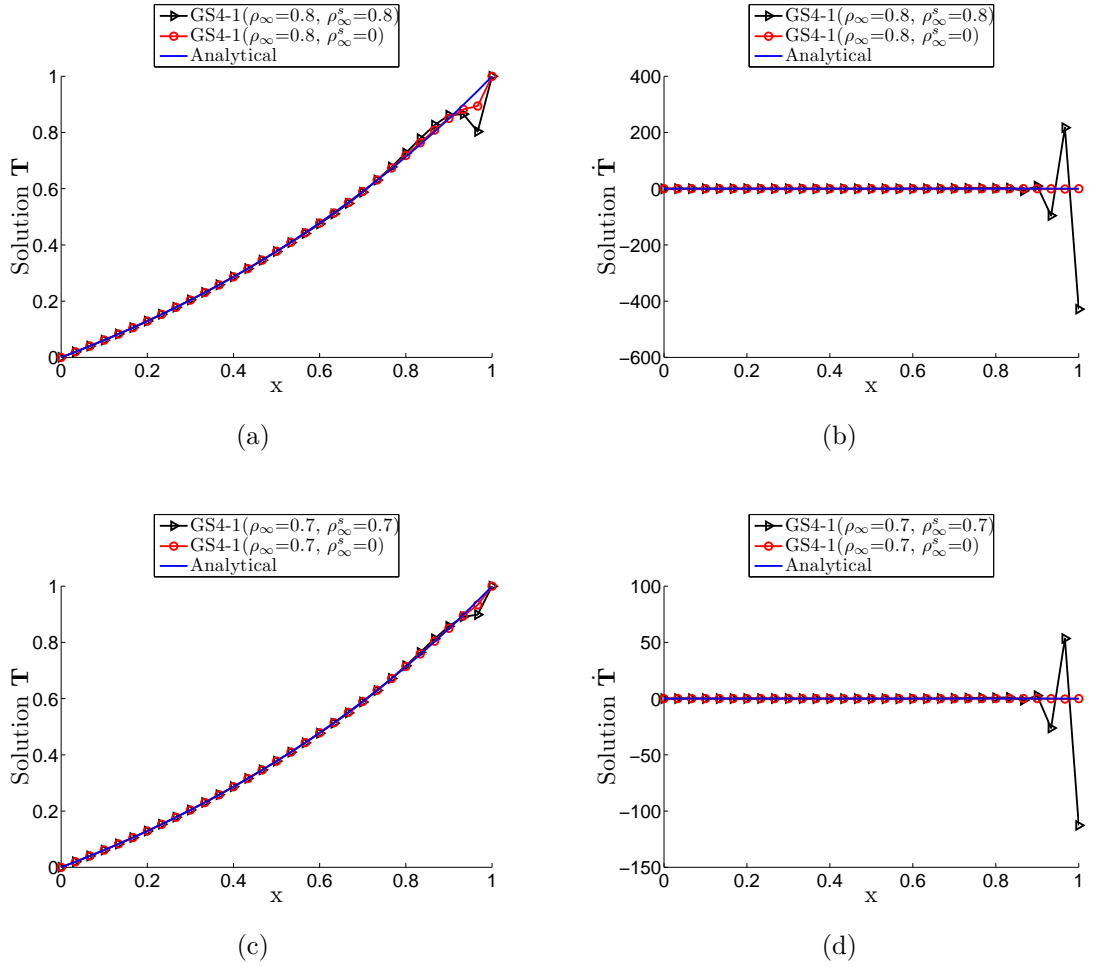 GS4-1(ρ∞=0.8, ρ∞ˢ=0.8)
GS4-1(ρ∞=0.8, ρ∞ˢ=0)
Analytical
1
0.8
0.6
0.4
0.2
0
Solution T
0 0.2 0.4 0.6 0.8 1
x
(a)
GS4-1(ρ∞=0.8, ρ∞ˢ=0.8)
GS4-1(ρ∞=0.8, ρ∞ˢ=0)
Analytical
400
200
0
−200
−400
−600
Solution Ṫ
0 0.2 0.4 0.6 0.8 1
x
(b)
GS4-1(ρ∞=0.7, ρ∞ˢ=0.7)
GS4-1(ρ∞=0.7, ρ∞ˢ=0)
Analytical
1
0.8
0.6
0.4
0.2
0
Solution T
0 0.2 0.4 0.6 0.8 1
x
(c)
GS4-1(ρ∞=0.7, ρ∞ˢ=0.7)
GS4-1(ρ∞=0.7, ρ∞ˢ=0)
Analytical
100
50
0
−50
−100
−150
Solution Ṫ
0 0.2 0.4 0.6 0.8 1
x
(d)